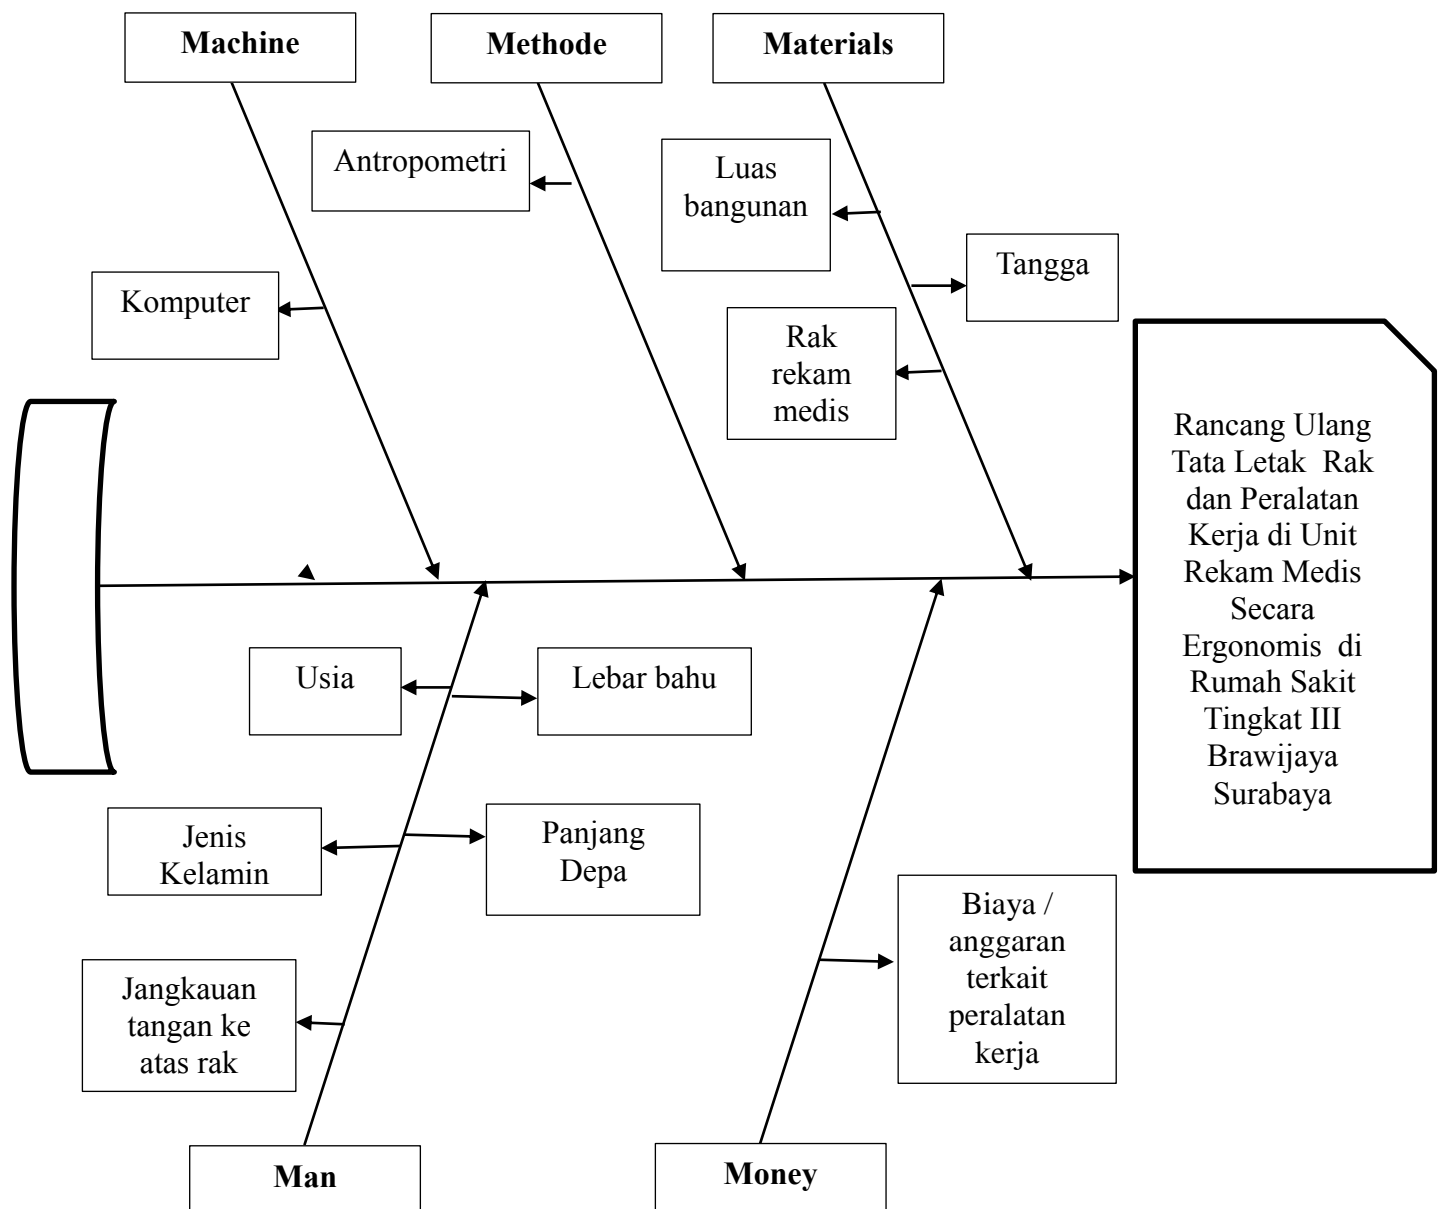 Machine
Methode
Materials
Antropometri
Luas
bangunan
Tangga
Komputer
Rak
rekam
medis
Rancang Ulang
Tata Letak Rak
dan Peralatan
Kerja di Unit
Rekam Medis
Secara
Ergonomis di
Rumah Sakit
Tingkat III
Brawijaya
Surabaya
Usia
Lebar bahu
Jenis
Kelamin
Panjang
Depa
Jangkauan
tangan ke
atas rak
Biaya /
anggaran
terkait
peralatan
kerja
Man
Money